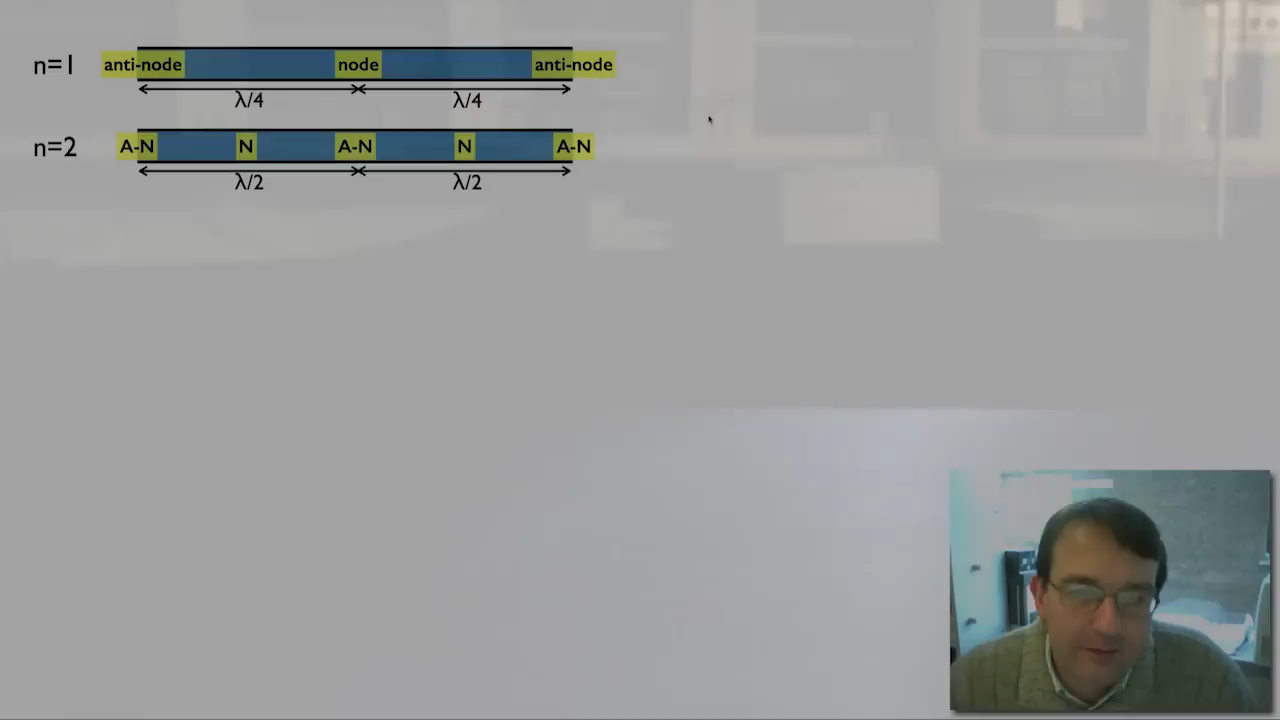 n=1 anti-node node anti-node
λ/4 λ/4
n=2 A-N N A-N N A-N
λ/2 λ/2